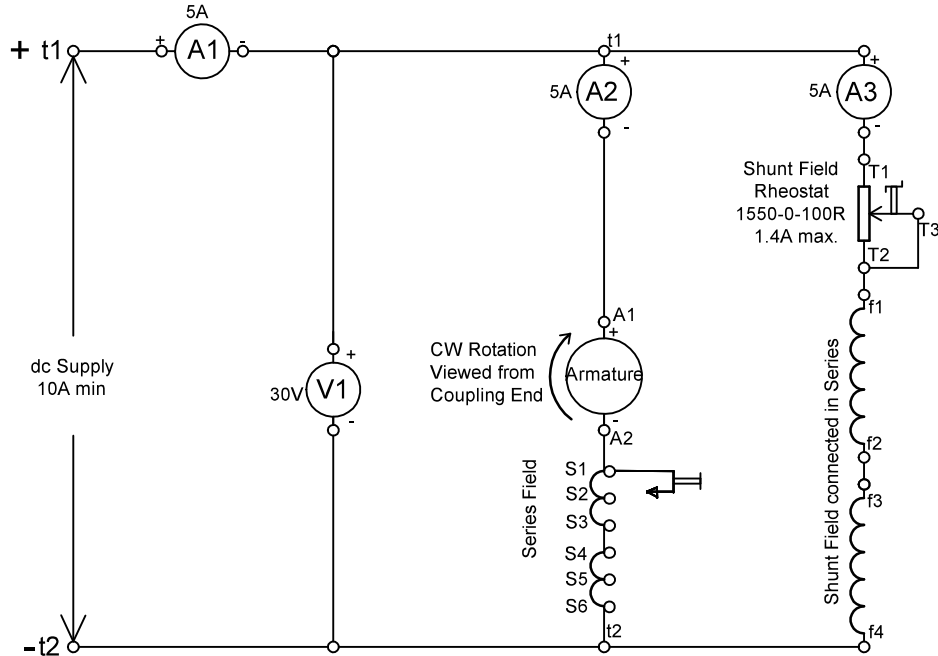 5A
+ t1
+ A1 -
t1
+
5A A2
-
+
5A A3
-
Shunt Field
Rheostat
1550-0-100R
1.4A max.
T1
T3
T2
f1
A1
+
CW Rotation
Viewed from
Coupling End
Armature
-
A2
dc Supply
10A min
+
30V V1
-
Series Field
S1
S2
S3
S4
S5
S6
Shunt Field connected in Series
f2
f3
f4
-t2
t2